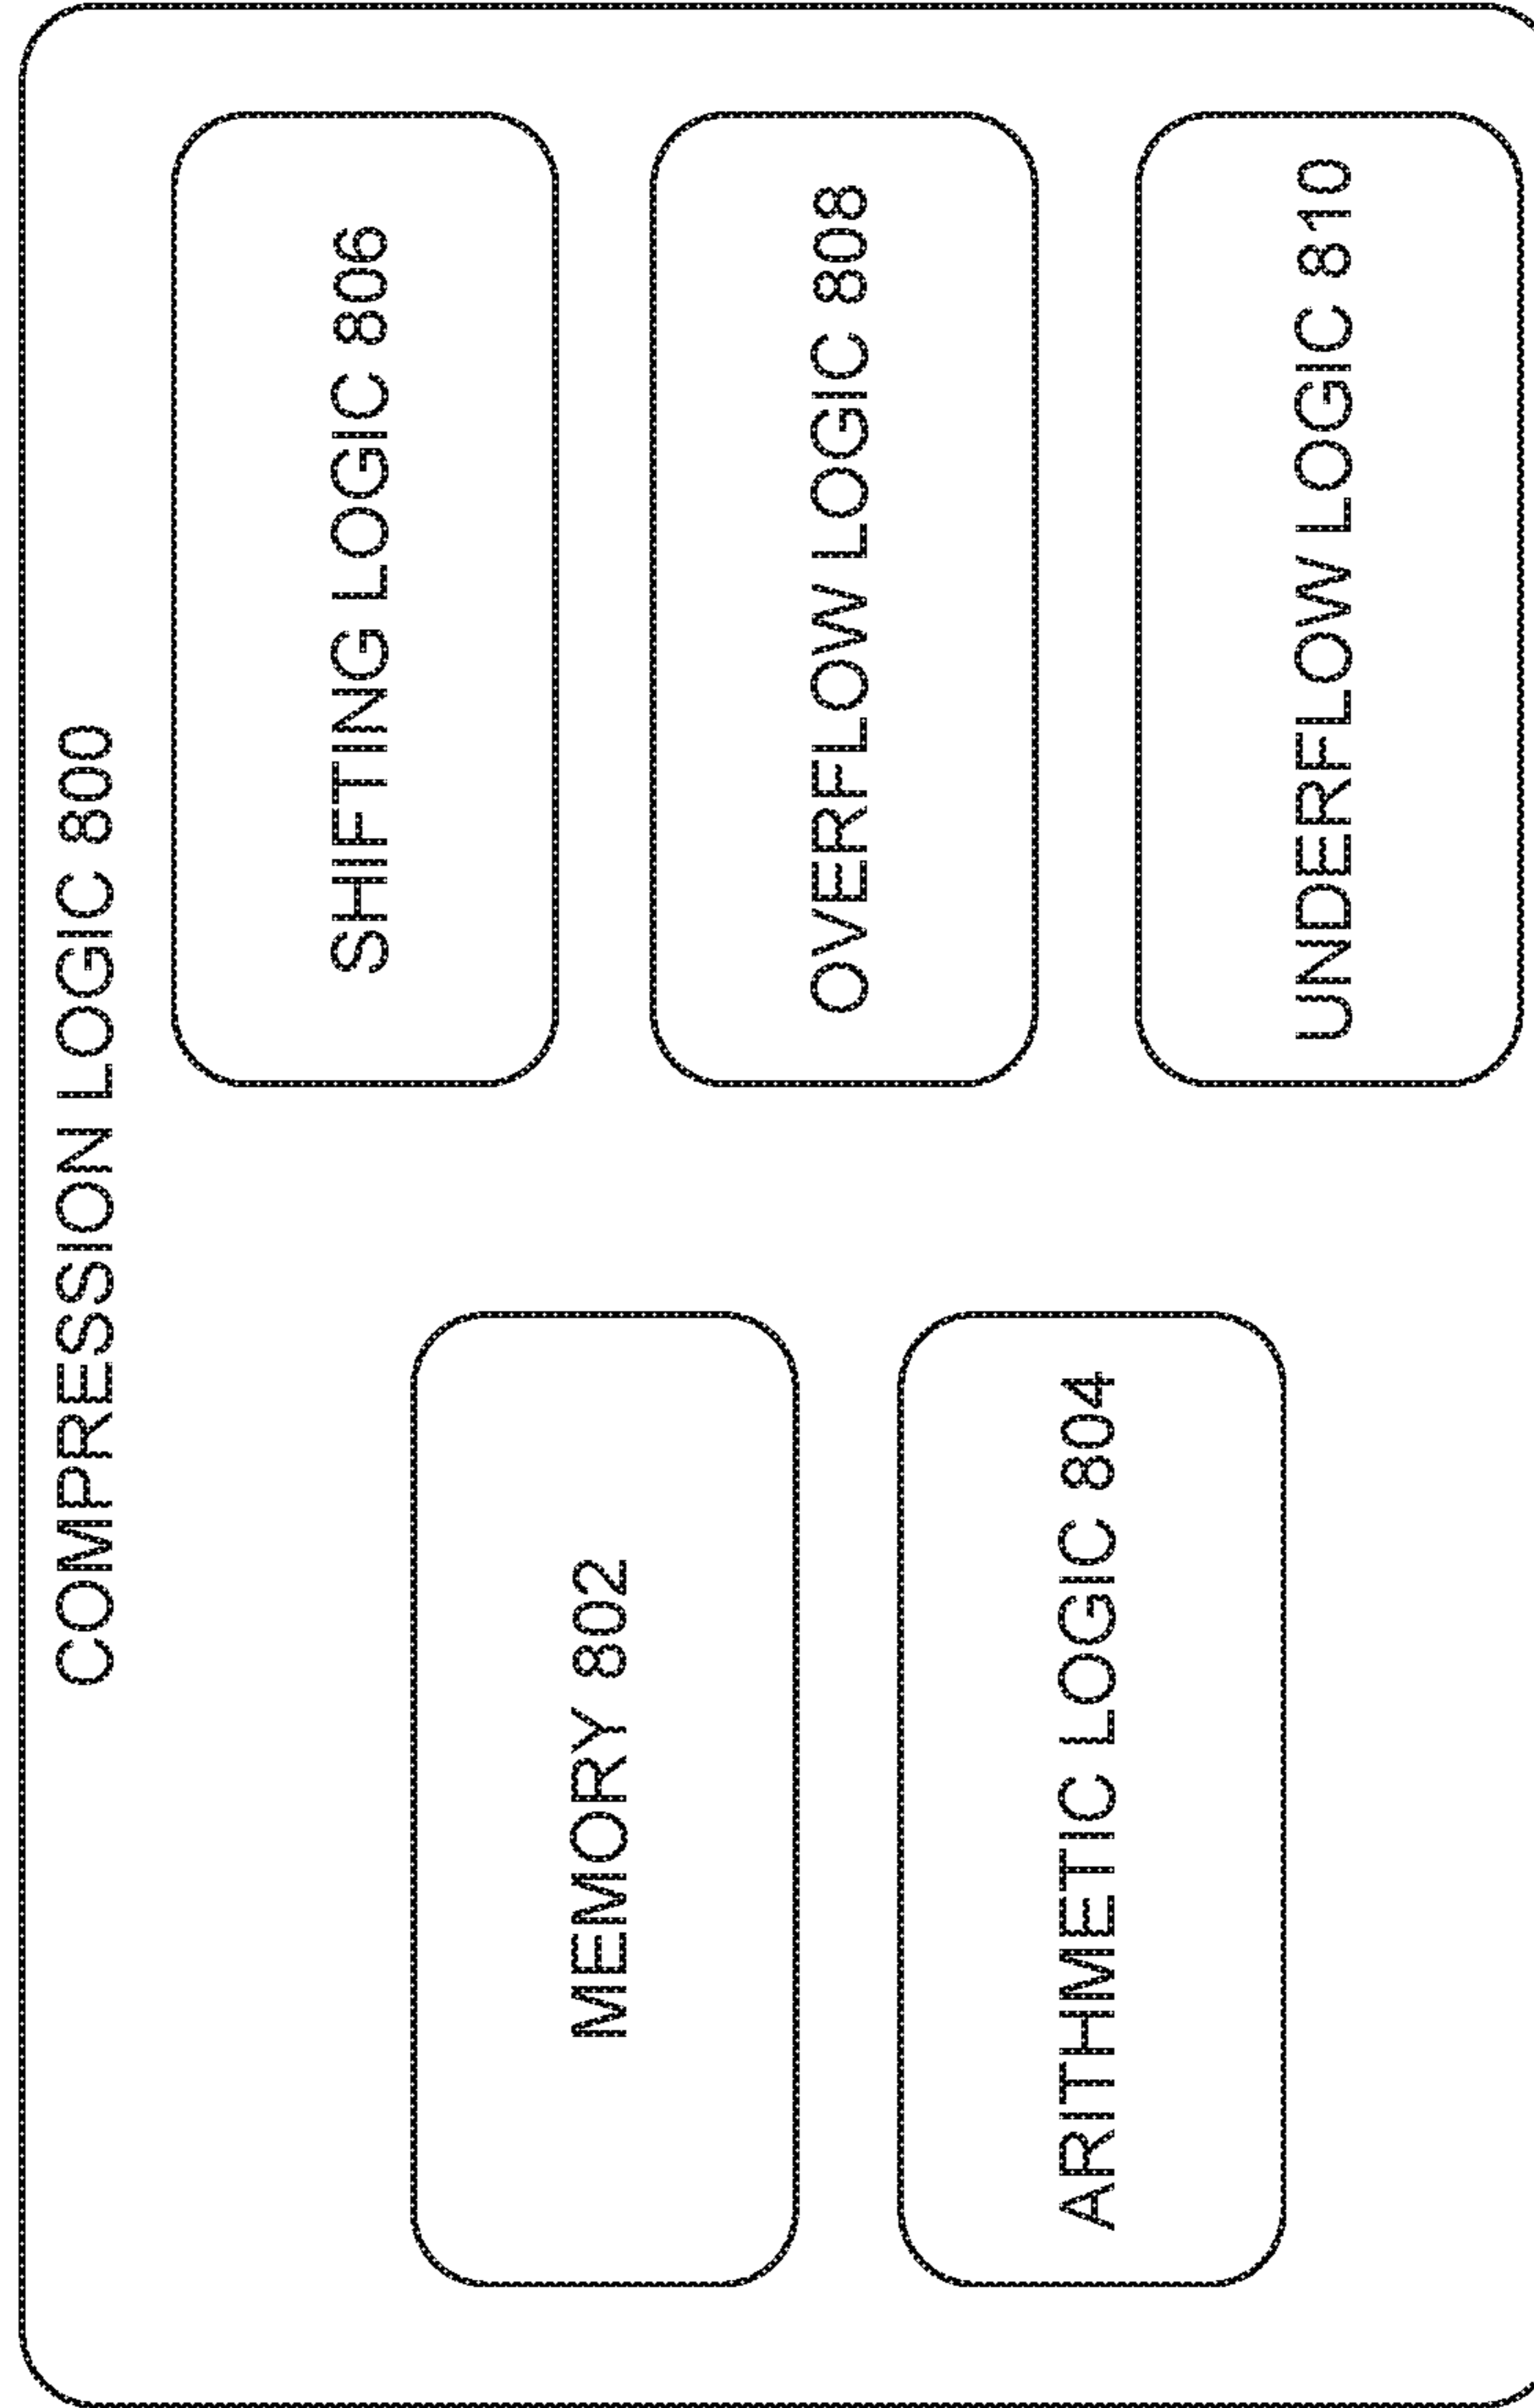 COMPRESSION LOGIC 800
MEMORY 802
ARITHMETIC LOGIC 804
SHIFTING LOGIC 806
OVERFLOW LOGIC 808
UNDERFLOW LOGIC 810